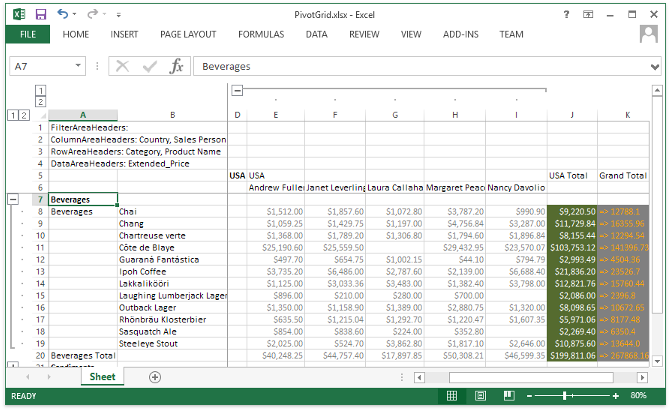 PivotGrid.xlsx - Excel
FILE HOME INSERT PAGE LAYOUT FORMULAS DATA REVIEW VIEW ADD-INS TEAM
A7 fx Beverages
1
2
1 2 A B D E F G H I J K
1 FilterAreaHeaders:
2 ColumnAreaHeaders: Country, Sales Person
3 RowAreaHeaders: Category, Product Name
4 DataAreaHeaders: Extended_Price
5 USA USA USA Total Grand Total
6 Andrew Fuller Janet Leverling Laura Callaha Margaret Peaco Nancy Davolio
7 Beverages
8 Beverages Chai $1,512.00 $1,857.60 $1,072.80 $3,787.20 $990.90 $9,220.50 => 12788.1
9 Chang $1,059.25 $1,429.75 $1,197.00 $4,756.84 $3,287.00 $11,729.84 => 16355.96
10 Chartreuse verte $1,368.00 $1,789.20 $1,306.80 $1,794.60 $1,896.84 $8,155.44 => 12294.54
11 Côte de Blaye $25,190.60 $25,559.50 $29,432.95 $23,570.07 $103,753.12 => 141396.73
12 Guaraná Fantástica $497.70 $654.75 $1,002.15 $44.10 $794.79 $2,993.49 => 4504.36
13 Ipoh Coffee $3,735.20 $6,486.00 $2,787.60 $2,139.00 $6,688.40 $21,836.20 => 23526.7
14 Lakkalikööri $1,125.00 $3,033.36 $3,483.00 $1,382.40 $3,798.00 $12,821.76 => 15760.44
15 Laughing Lumberjack Lager $896.00 $210.00 $280.00 $700.00 $2,086.00 => 2396.8
16 Outback Lager $1,350.00 $1,158.90 $1,389.00 $2,880.75 $1,320.00 $8,098.65 => 10672.65
17 Rhönbräu Klosterbier $635.50 $1,215.04 $1,292.70 $1,220.47 $1,607.35 $5,971.06 => 8177.48
18 Sasquatch Ale $854.00 $838.60 $224.00 $352.80 $2,269.40 => 6350.4
19 Steeleye Stout $2,025.00 $524.70 $3,862.80 $1,817.10 $2,646.00 $10,875.60 => 13644.0
20 Beverages Total $40,248.25 $44,757.40 $17,897.85 $50,308.21 $46,599.35 $199,811.06 => 267868.16
Sheet
READY 80%